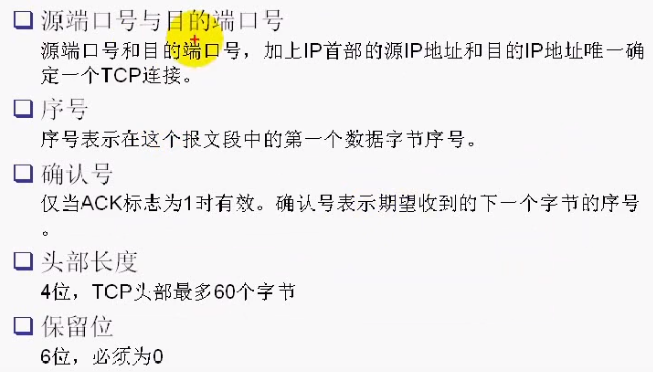 源端口号与目的端口号
源端口号和目的端口号，加上IP首部的源IP地址和目的IP地址唯一确
定一个TCP连接。
序号
序号表示在这个报文段中的第一个数据字节序号。
确认号
仅当ACK标志为1时有效。确认号表示期望收到的下一个字节的序号
。
头部长度
4位，TCP头部最多60个字节
保留位
6位，必须为0